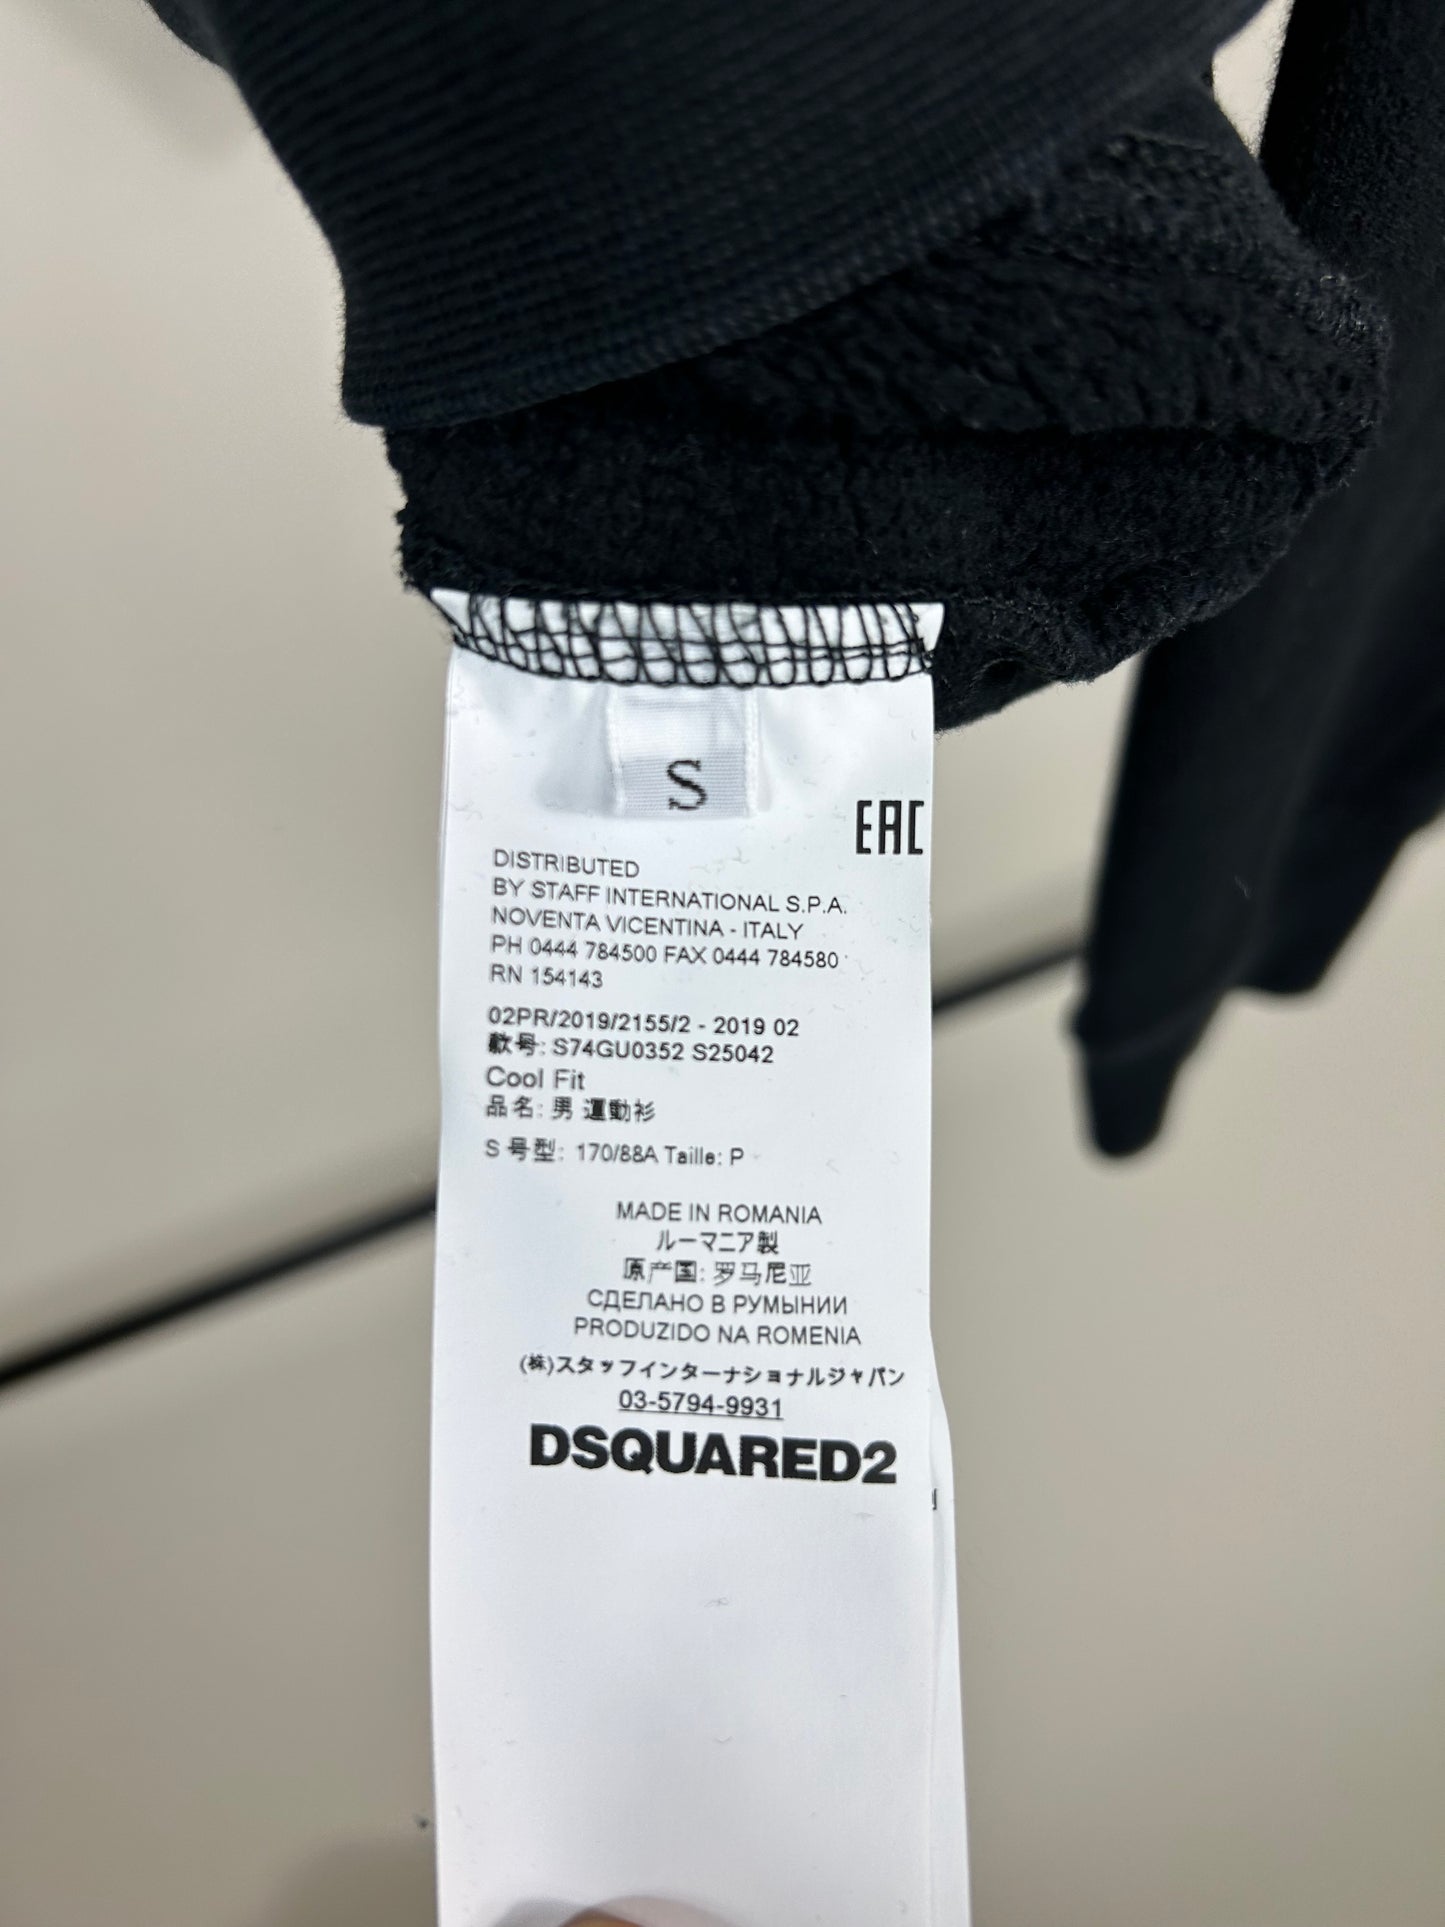 S
EAC
DISTRIBUTED
BY STAFF INTERNATIONAL S.P.A.
NOVENTA VICENTINA - ITALY
PH 0444 784500 FAX 0444 784580
RN 154143
02PR/2019/2155/2 - 2019 02
款号: S74GU0352 S25042
Cool Fit
品名: 男 運動衫
S 号型: 170/88A Taille: P
MADE IN ROMANIA
ルーマニア製
原产国: 罗马尼亚
СДЕЛАНО В РУМЫНИИ
PRODUZIDO NA ROMENIA
(株)スタッフインターナショナルジャパン
03-5794-9931
DSQUARED2